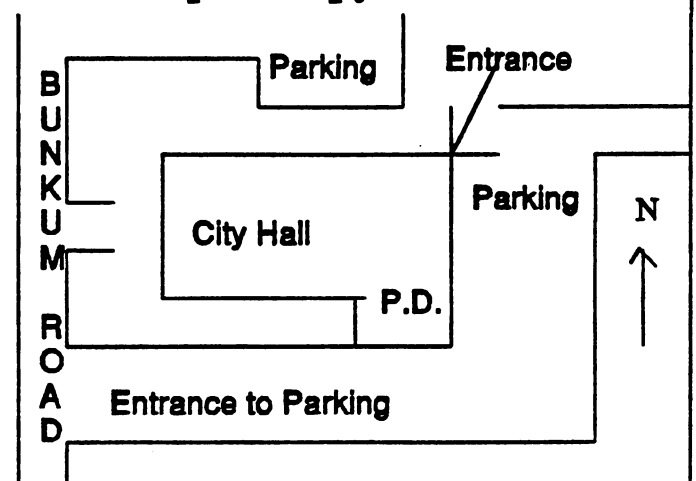 Parking
Entrance
BUNKUM ROAD
Parking
N
City Hall
P.D.
Entrance to Parking